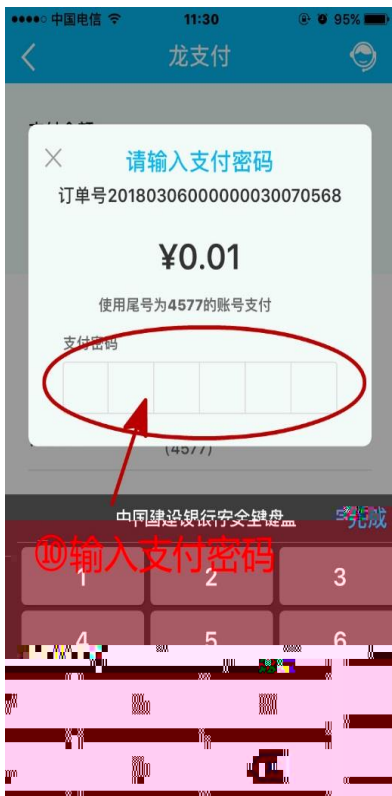 中国电信 11:30 95%
龙支付
请输入支付密码
订单号20180306000000030070568
¥0.01
使用尾号为4577的账号支付
支付密码
(4577)
中国建设银行安全键盘 完成
⑩输入支付密码
1 2 3
4 5 6